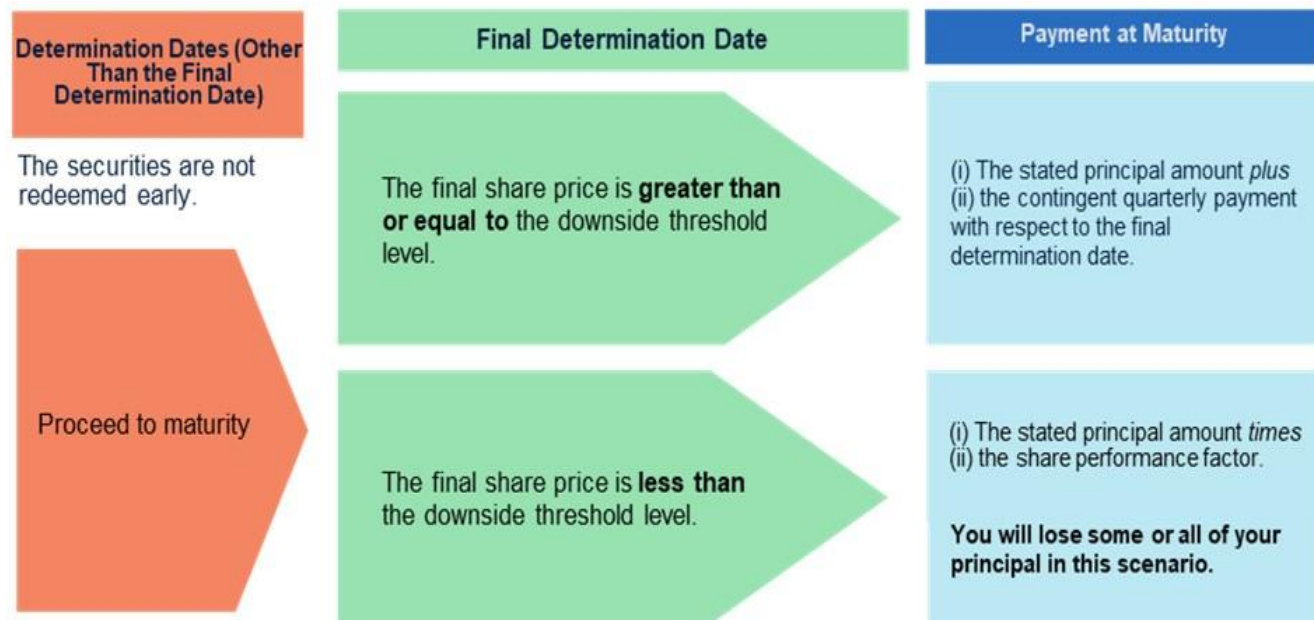 Determination Dates (Other
Than the Final
Determination Date)
The securities are not
redeemed early.
Proceed to maturity
Final Determination Date
The final share price is greater than
or equal to the downside threshold
level.
The final share price is less than
the downside threshold level.
Payment at Maturity
(i) The stated principal amount plus
(ii) the contingent quarterly payment
with respect to the final
determination date.
(i) The stated principal amount times
(ii) the share performance factor.
You will lose some or all of your
principal in this scenario.